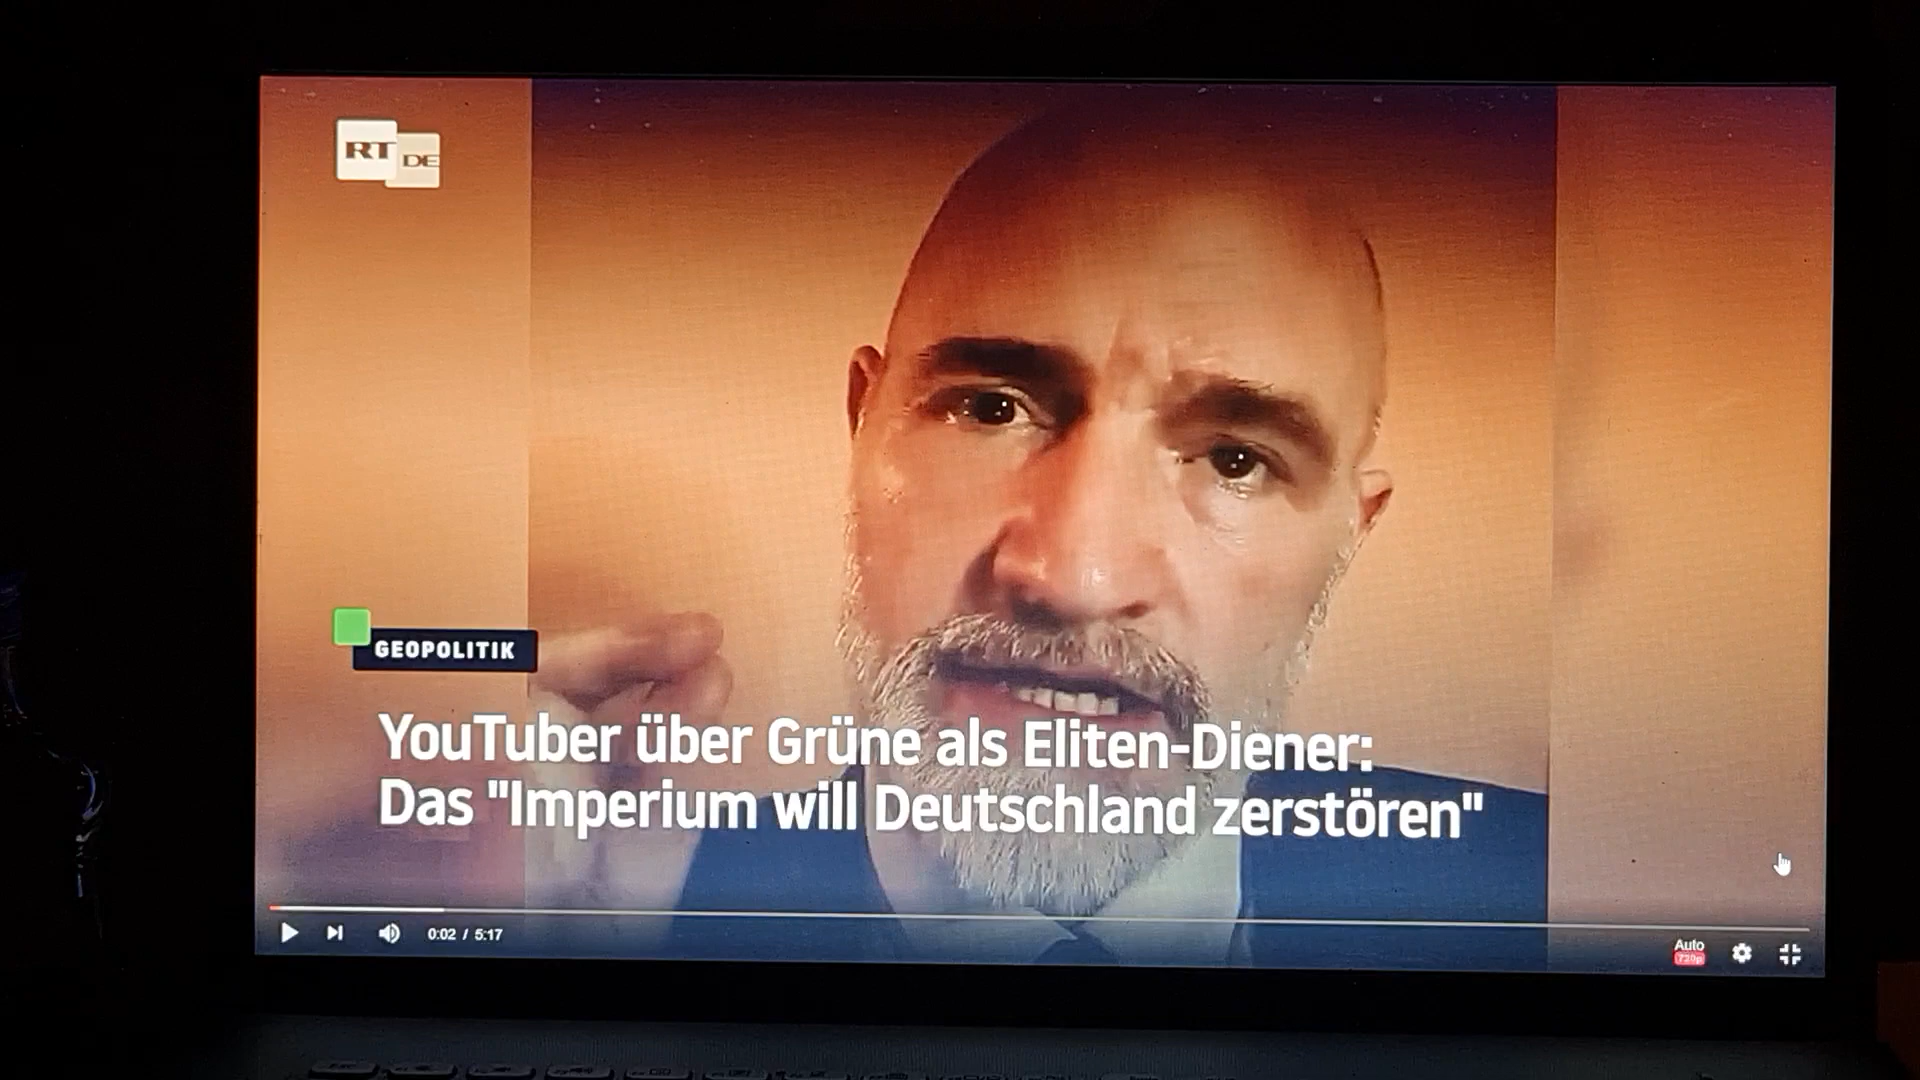 RT DE
GEOPOLITIK
YouTuber über Grüne als Eliten-Diener:
Das "Imperium will Deutschland zerstören"
0:02 / 5:17
Auto
720p